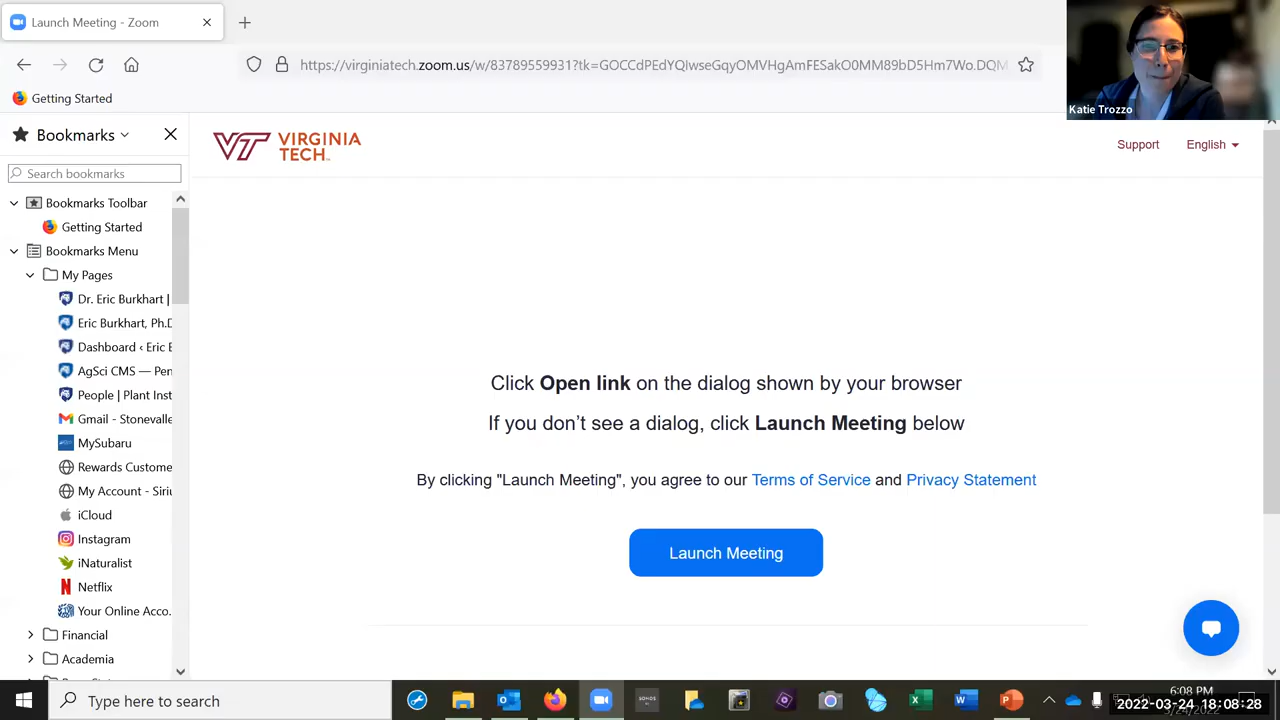 Launch Meeting - Zoom
https://virginiatech.zoom.us/w/83789559931?tk=GOCCdPEdYQlwseGqyOMVHgAmFESakO0MM89bD5Hm7Wo.DQM
Getting Started
Katie Trozzo
Bookmarks
VT VIRGINIA TECH
Support
English
Search bookmarks
Bookmarks Toolbar
Getting Started
Bookmarks Menu
My Pages
Dr. Eric Burkhart |
Eric Burkhart, Ph.D
Dashboard ‹ Eric B
AgSci CMS — Pen
People | Plant Inst
Gmail - Stonevalle
MySubaru
Rewards Custome
My Account - Siriu
iCloud
Instagram
iNaturalist
Netflix
Your Online Acco.
Financial
Academia
Click Open link on the dialog shown by your browser
If you don't see a dialog, click Launch Meeting below
By clicking "Launch Meeting", you agree to our Terms of Service and Privacy Statement
Launch Meeting
Type here to search
SONOS
6:08 PM
2022-03-24 18:08:28